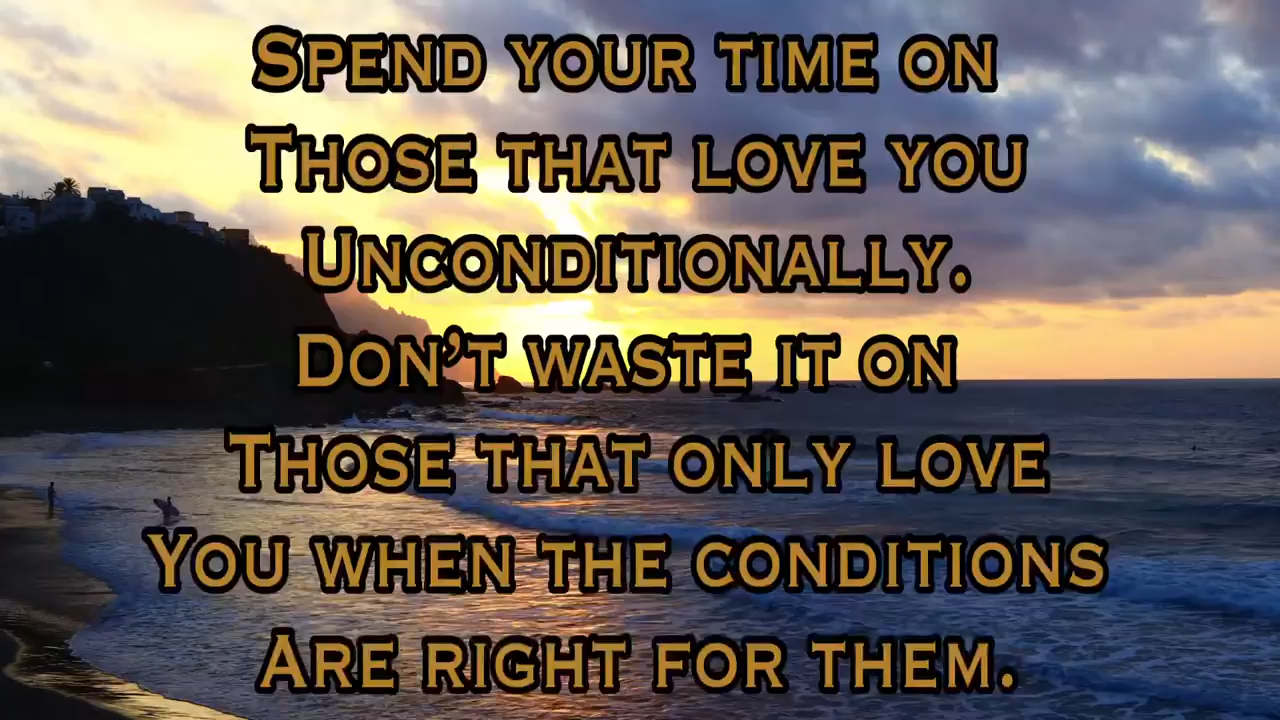 Spend your time on
Those that love you
Unconditionally.
Don't waste it on
Those that only love
You when the conditions
Are right for them.